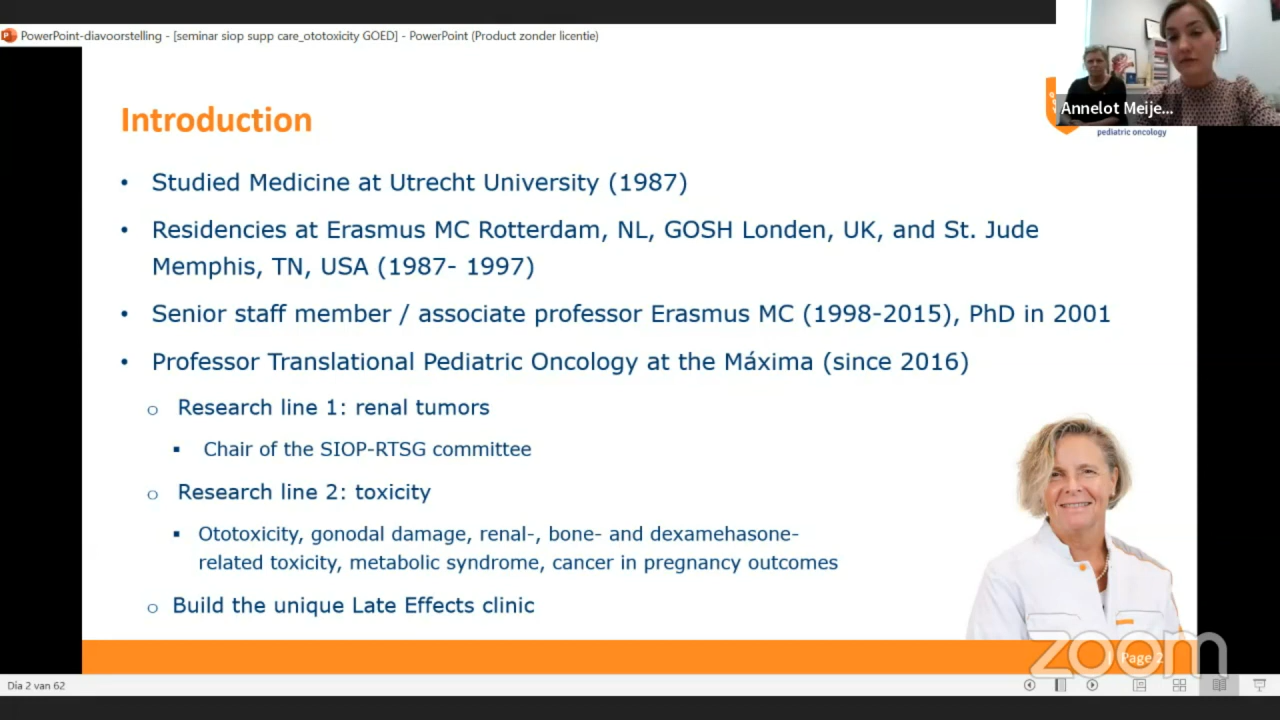 PowerPoint-diavoorstelling - [seminar siop supp care_ototoxicity GOED] - PowerPoint (Product zonder licentie)
Annelot Meije...
pediatric oncology
Introduction
• Studied Medicine at Utrecht University (1987)
• Residencies at Erasmus MC Rotterdam, NL, GOSH Londen, UK, and St. Jude
Memphis, TN, USA (1987- 1997)
• Senior staff member / associate professor Erasmus MC (1998-2015), PhD in 2001
• Professor Translational Pediatric Oncology at the Máxima (since 2016)
o Research line 1: renal tumors
▪ Chair of the SIOP-RTSG committee
o Research line 2: toxicity
▪ Ototoxicity, gonodal damage, renal-, bone- and dexamehasone-
related toxicity, metabolic syndrome, cancer in pregnancy outcomes
o Build the unique Late Effects clinic
| Page 2
zoom
Dia 2 van 62